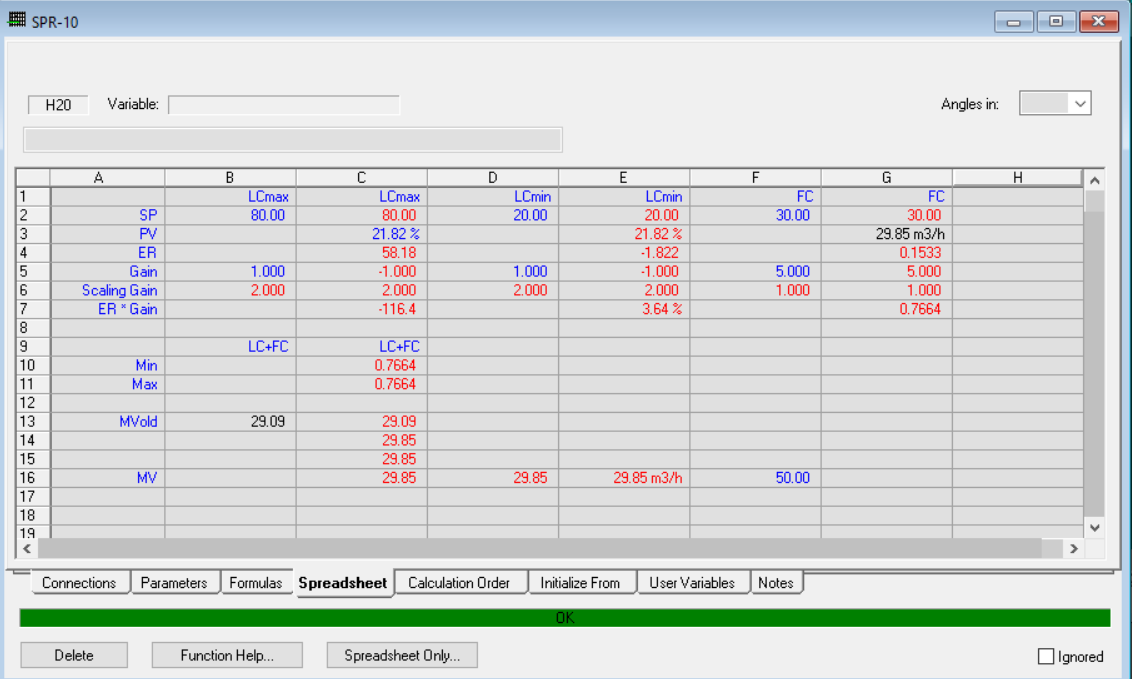 SPR-10
H20 Variable: Angles in:
A B C D E F G H
1 LCmax LCmax LCmin LCmin FC FC
2 SP 80.00 80.00 20.00 20.00 30.00 30.00
3 PV 21.82 % 21.82 % 29.85 m3/h
4 ER 58.18 -1.822 0.1533
5 Gain 1.000 -1.000 1.000 -1.000 5.000 5.000
6 Scaling Gain 2.000 2.000 2.000 2.000 1.000 1.000
7 ER * Gain -116.4 3.64 % 0.7664
8
9 LC+FC LC+FC
10 Min 0.7664
11 Max 0.7664
12
13 MVold 29.09 29.09
14 29.85
15 29.85
16 MV 29.85 29.85 29.85 m3/h 50.00
17
18
19
Connections Parameters Formulas Spreadsheet Calculation Order Initialize From User Variables Notes
OK
Delete Function Help... Spreadsheet Only... Ignored